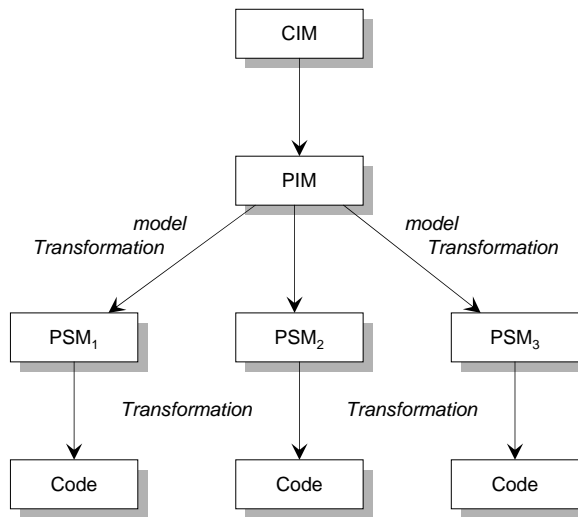 CIM
PIM
model
Transformation
model
Transformation
PSM₁
PSM₂
PSM₃
Transformation
Transformation
Code
Code
Code